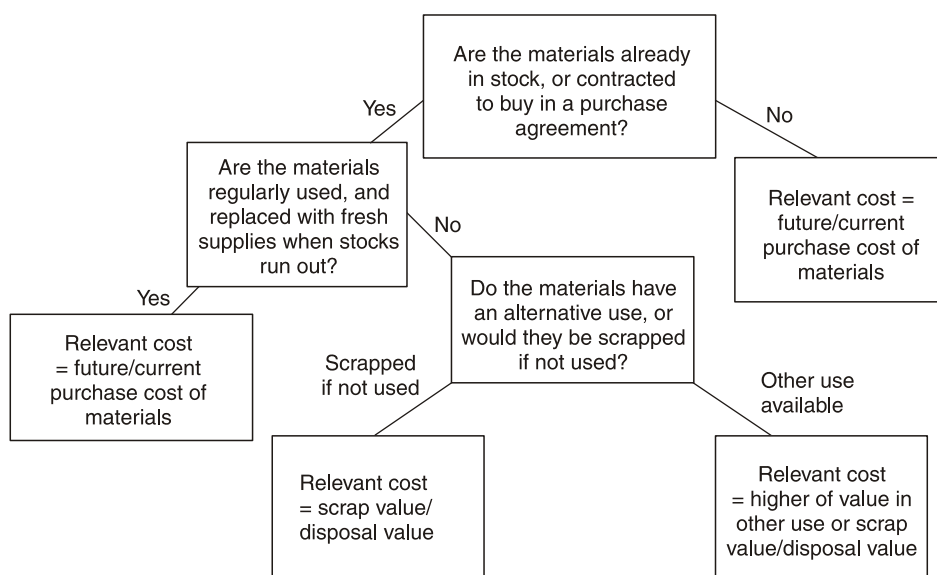 Are the materials already
in stock, or contracted
to buy in a purchase
agreement?
Yes
No
Are the materials
regularly used, and
replaced with fresh
supplies when stocks
run out?
Relevant cost =
future/current
purchase cost of
materials
No
Yes
Do the materials have
an alternative use, or
would they be scrapped
if not used?
Relevant cost
= future/current
purchase cost of
materials
Scrapped
if not used
Other use
available
Relevant cost
= scrap value/
disposal value
Relevant cost
= higher of value in
other use or scrap
value/disposal value